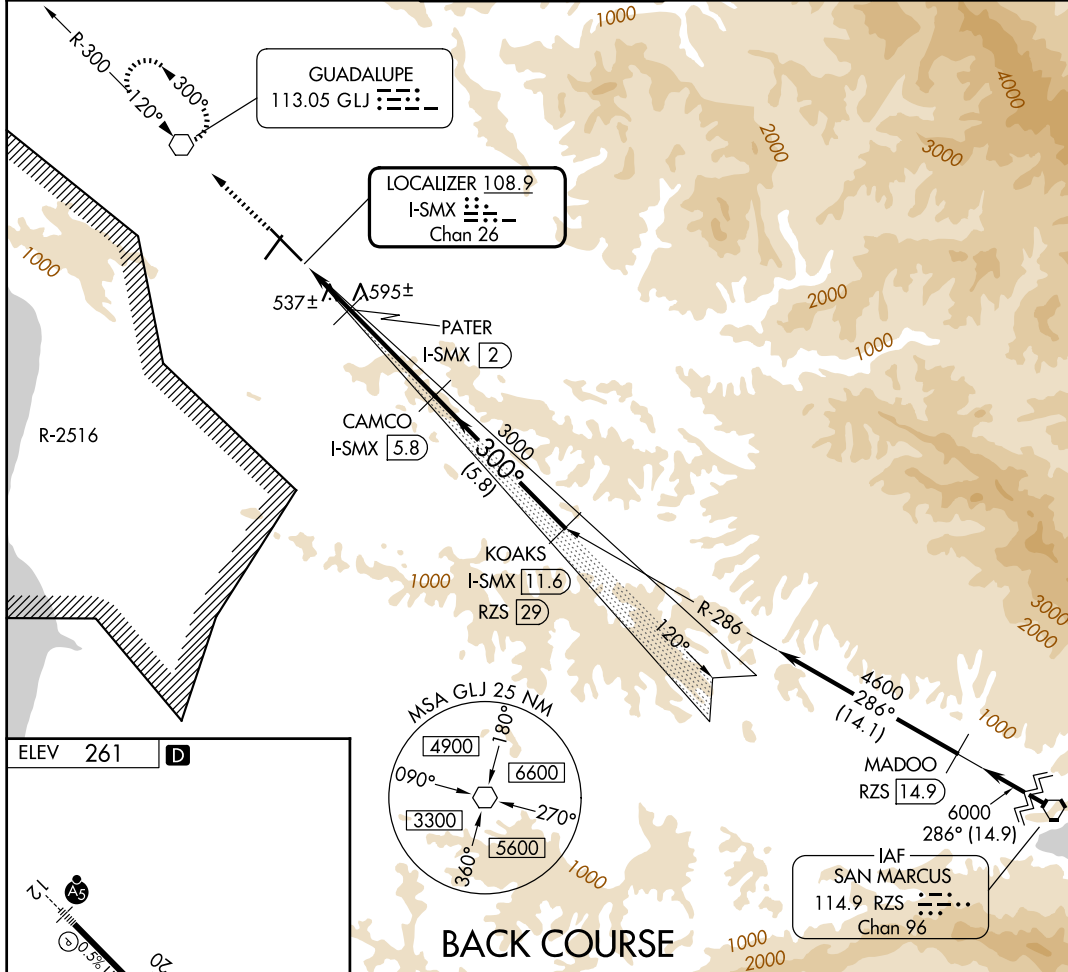 1000
4000
2000
3000
R-300
300°
120°
GUADALUPE
113.05 GLJ
LOCALIZER 108.9
I-SMX
Chan 26
1000
2000
1000
537±
595±
PATER
I-SMX 2
CAMCO
I-SMX 5.8
R-2516
3000
300°
(5.8)
KOAKS
I-SMX 11.6
RZS 29
1000
R-286
120°
3000
2000
4600
286°
(14.1)
1000
MADOO
RZS 14.9
6000
286° (14.9)
MSA GLJ 25 NM
180°
4900
6600
090°
270°
3300
5600
360°
1000
IAF
SAN MARCUS
114.9 RZS
Chan 96
ELEV 261 D
12
A5
P
0.5%
20
BACK COURSE
1000
2000